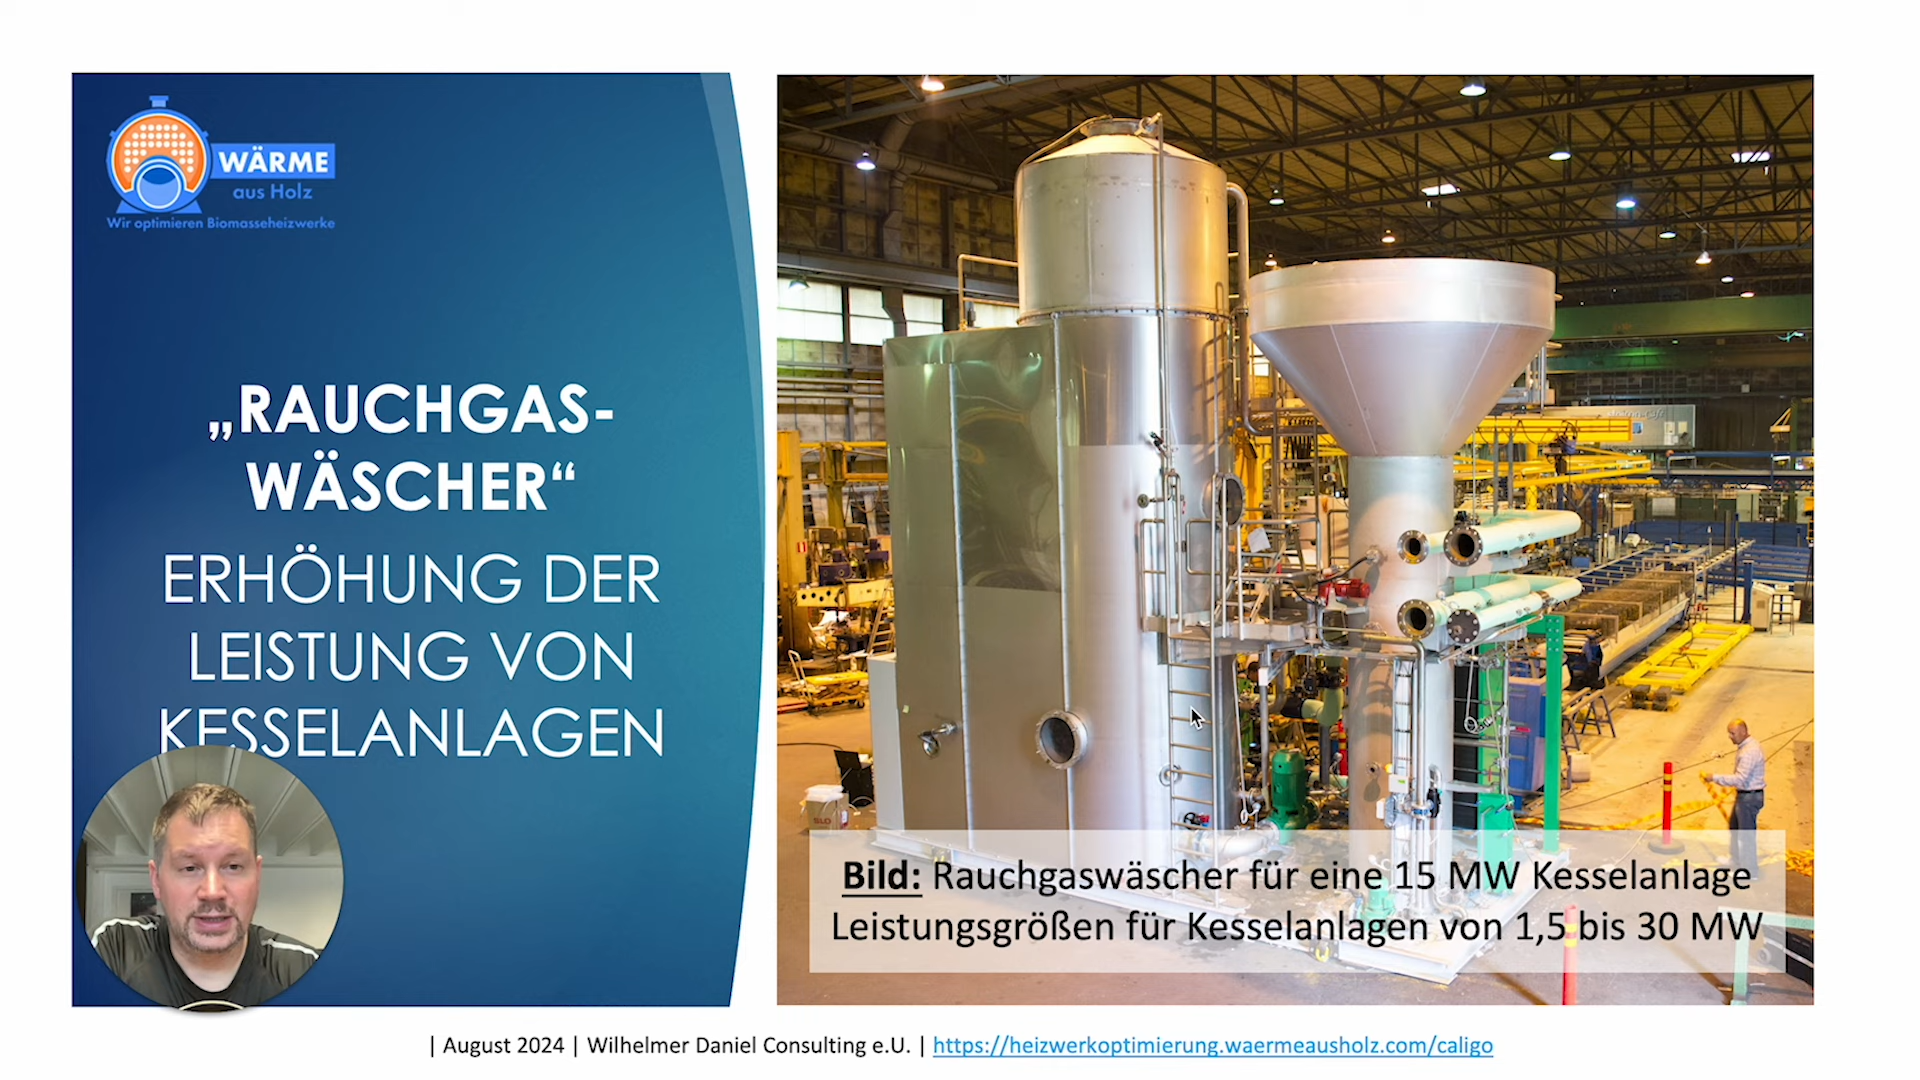 WÄRME
aus Holz
Wir optimieren Biomasseheizwerke
„RAUCHGAS-
WÄSCHER“
ERHÖHUNG DER
LEISTUNG VON
KESSELANLAGEN
Bild: Rauchgaswäscher für eine 15 MW Kesselanlage
Leistungsgrößen für Kesselanlagen von 1,5 bis 30 MW
| August 2024 | Wilhelmer Daniel Consulting e.U. | https://heizwerkoptimierung.waermeausholz.com/caligo